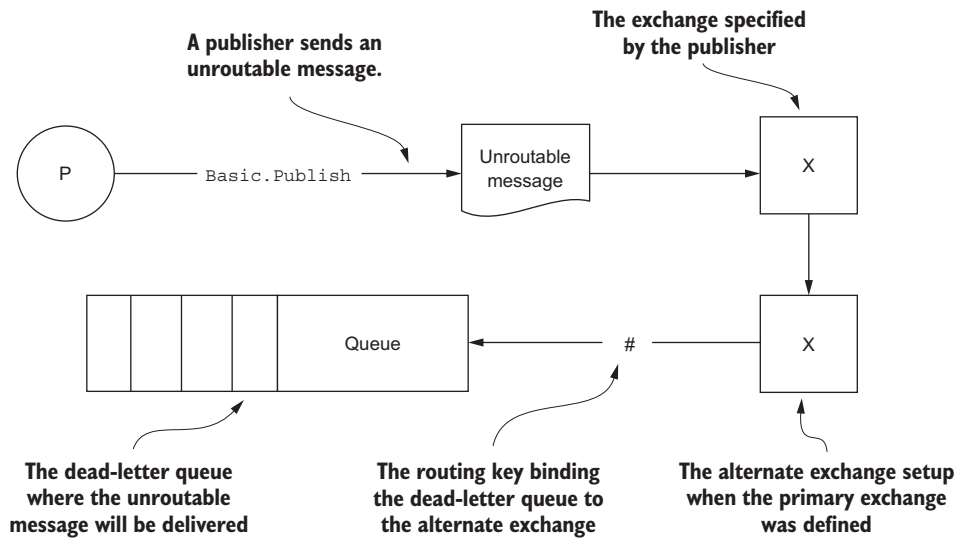 The exchange specified
by the publisher
A publisher sends an
unroutable message.
P
Basic.Publish
Unroutable
message
X
Queue
#
X
The dead-letter queue
where the unroutable
message will be delivered
The routing key binding
the dead-letter queue to
the alternate exchange
The alternate exchange setup
when the primary exchange
was defined